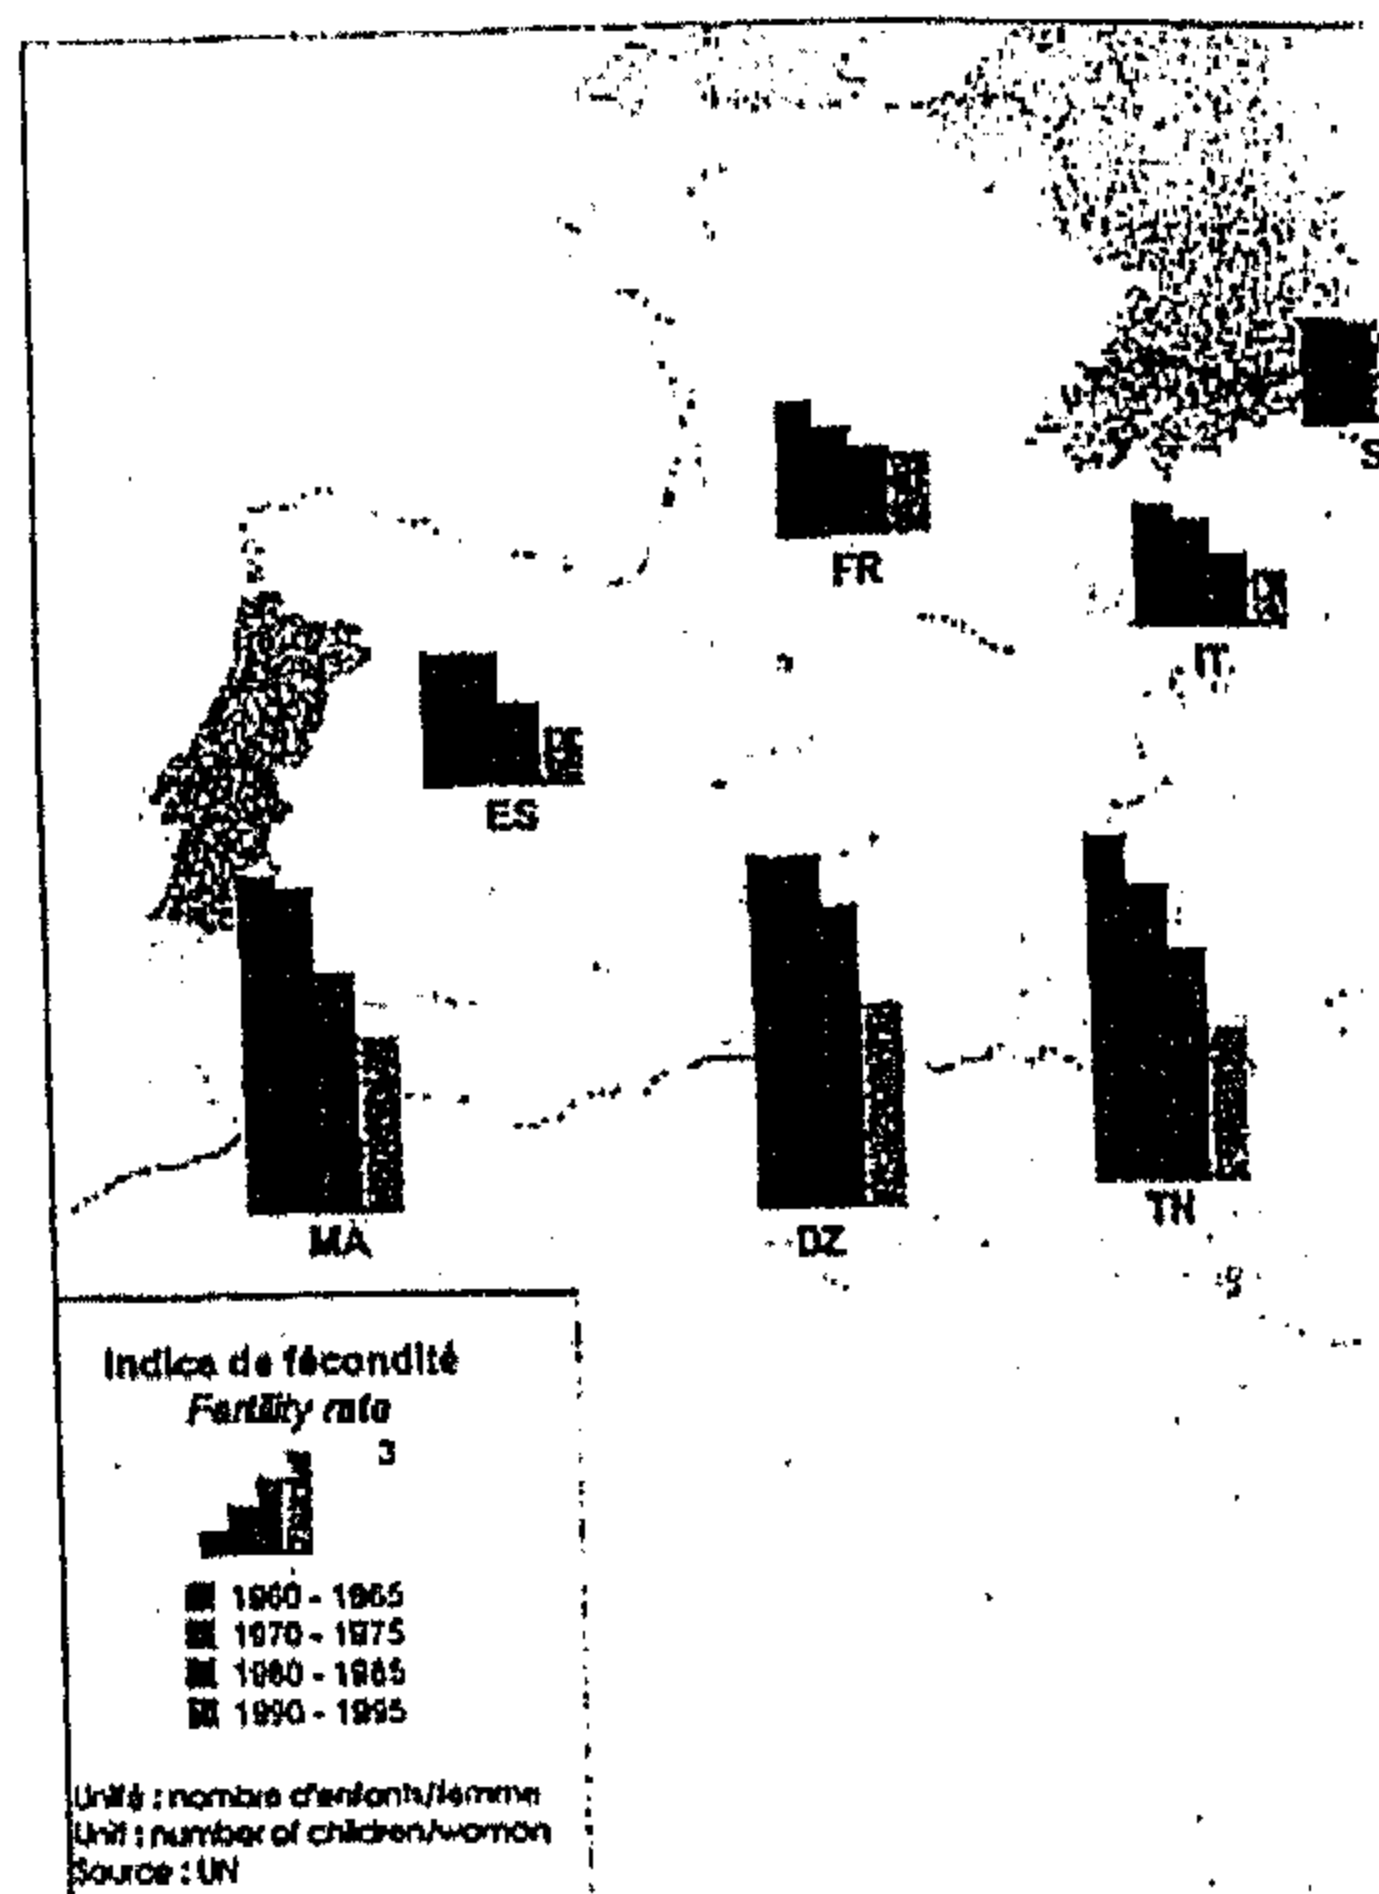 FR
S
IT
ES
MA
DZ
TN
Indice de fécondité
Fertility rate
3
1960 - 1965
1970 - 1975
1980 - 1985
1990 - 1995
Unité : nombre d'enfants/femme
Unit : number of children/woman
Source : UN